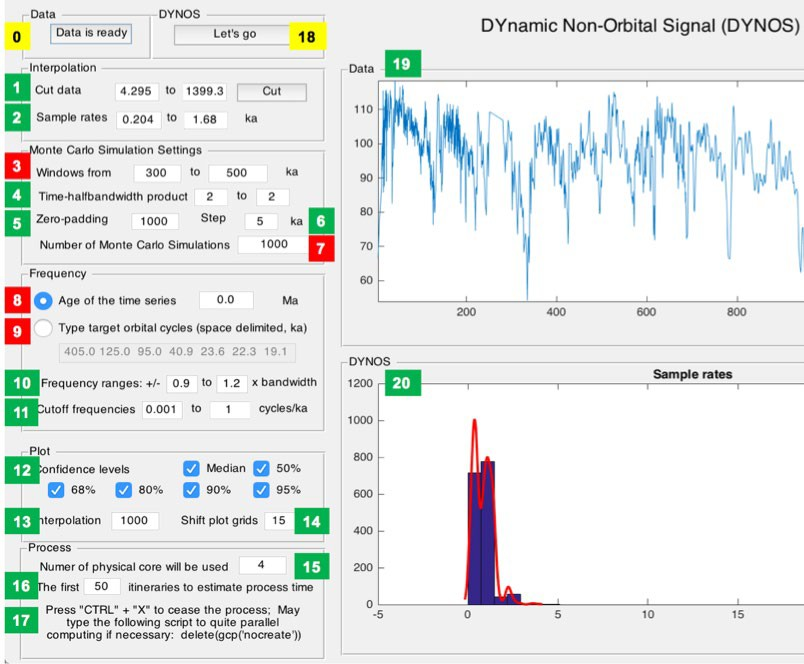 Data
DYNOS
0
Data is ready
Let's go
18
DYnamic Non-Orbital Signal (DYNOS)
Interpolation
1 Cut data 4.295 to 1399.3 Cut
2 Sample rates 0.204 to 1.68 ka
Monte Carlo Simulation Settings
3 Windows from 300 to 500 ka
4 Time-halfbandwidth product 2 to 2
5 Zero-padding 1000 Step 5 ka 6
Number of Monte Carlo Simulations 1000 7
Frequency
8 Age of the time series 0.0 Ma
9 Type target orbital cycles (space delimited, ka)
405.0 125.0 95.0 40.9 23.6 22.3 19.1
10 Frequency ranges: +/- 0.9 to 1.2 x bandwidth
11 Cutoff frequencies 0.001 to 1 cycles/ka
Plot
12 onfidence levels Median 50%
68% 80% 90% 95%
13 nterpolation 1000 Shift plot grids 15 14
Process
Numer of physical core will be used 4 15
16 The first 50 itineraries to estimate process time
17
Press "CTRL" + "X" to cease the process; May
type the following script to quite parallel
computing if necessary: delete(gcp('nocreate'))
Data 19
110
100
90
80
70
60
200 400 600 800
DYNOS 20
Sample rates
1200
1000
800
600
400
200
0
-5 0 5 10 15